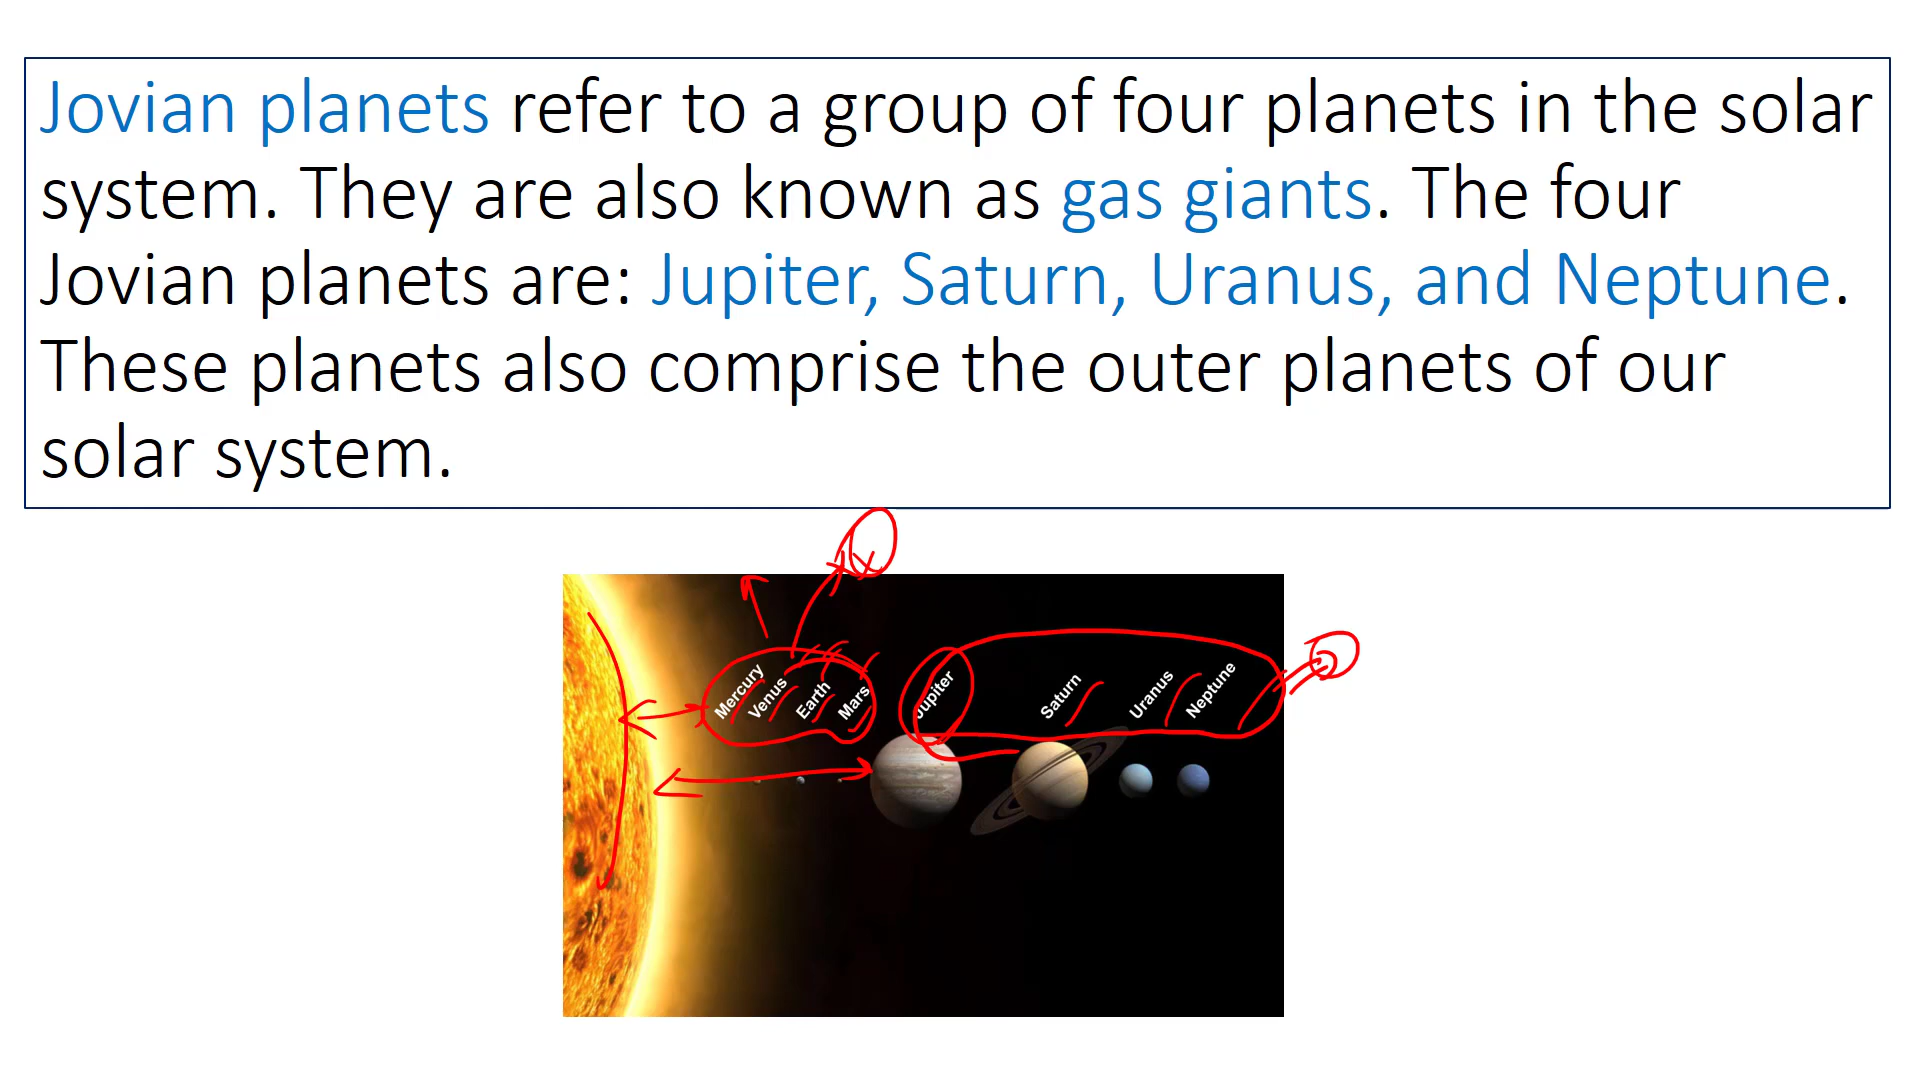 Jovian planets refer to a group of four planets in the solar
system. They are also known as gas giants. The four
Jovian planets are: Jupiter, Saturn, Uranus, and Neptune.
These planets also comprise the outer planets of our
solar system.
Mercury
Venus
Earth
Mars
Jupiter
Saturn
Uranus
Neptune